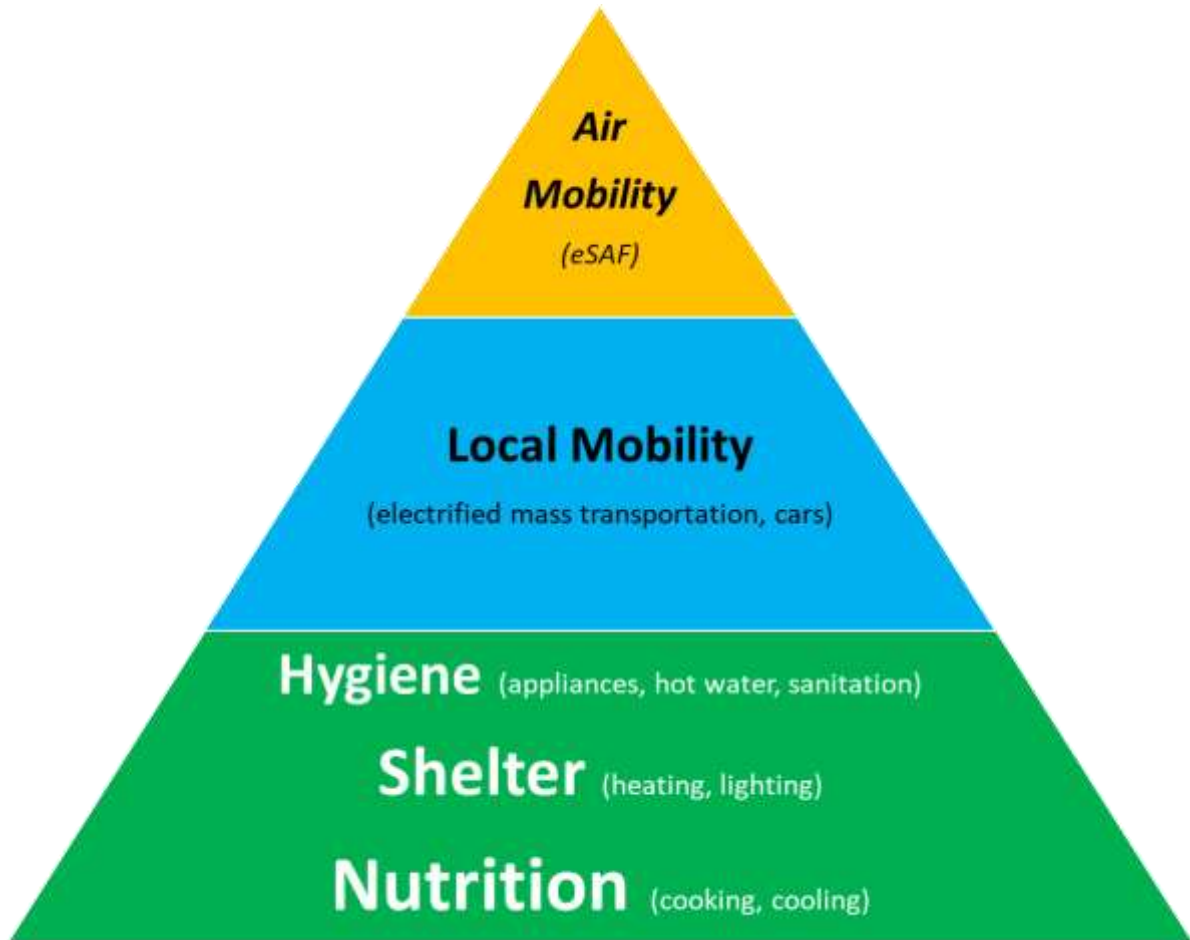 Air
Mobility
(eSAF)
Local Mobility
(electrified mass transportation, cars)
Hygiene (appliances, hot water, sanitation)
Shelter (heating, lighting)
Nutrition (cooking, cooling)